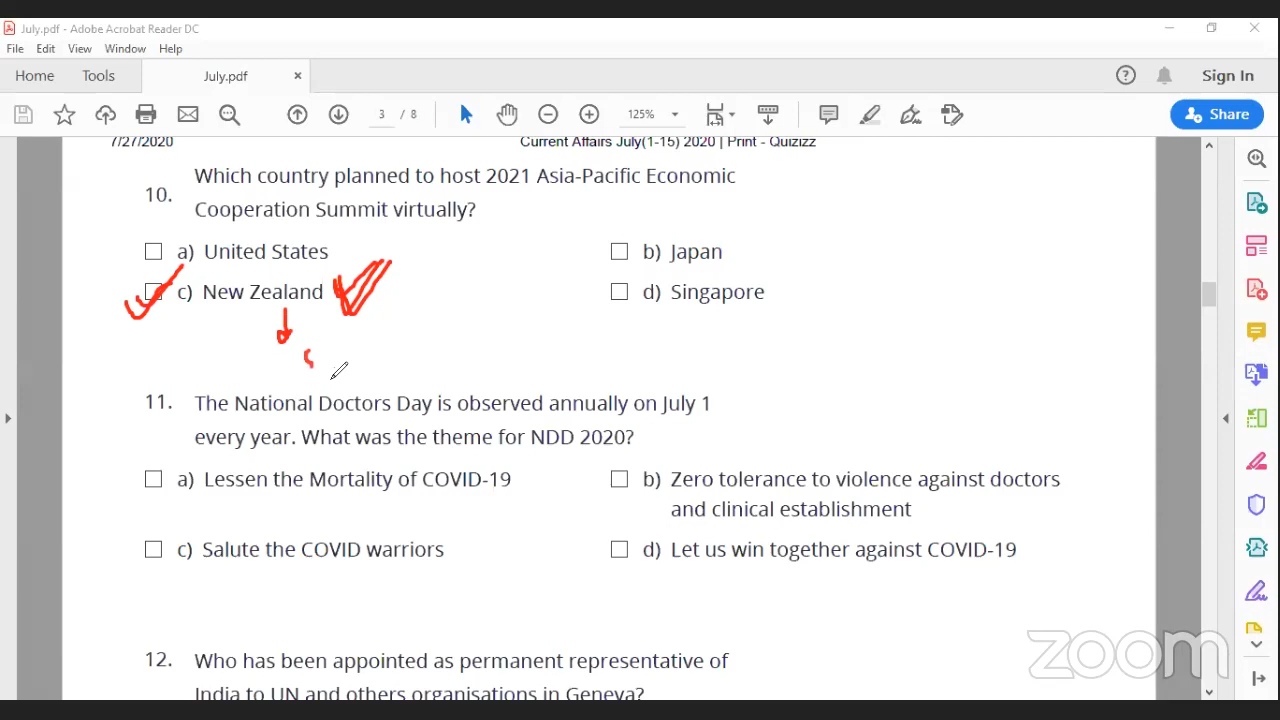 July.pdf - Adobe Acrobat Reader DC
File Edit View Window Help
Home Tools July.pdf × Sign In
3 / 8 125% Share
7/27/2020 Current Affairs July(1-15) 2020 | Print - Quizizz
10. Which country planned to host 2021 Asia-Pacific Economic
Cooperation Summit virtually?
a) United States b) Japan
c) New Zealand d) Singapore
11. The National Doctors Day is observed annually on July 1
every year. What was the theme for NDD 2020?
a) Lessen the Mortality of COVID-19 b) Zero tolerance to violence against doctors
and clinical establishment
c) Salute the COVID warriors d) Let us win together against COVID-19
12. Who has been appointed as permanent representative of
India to UN and others organisations in Geneva?
zoom